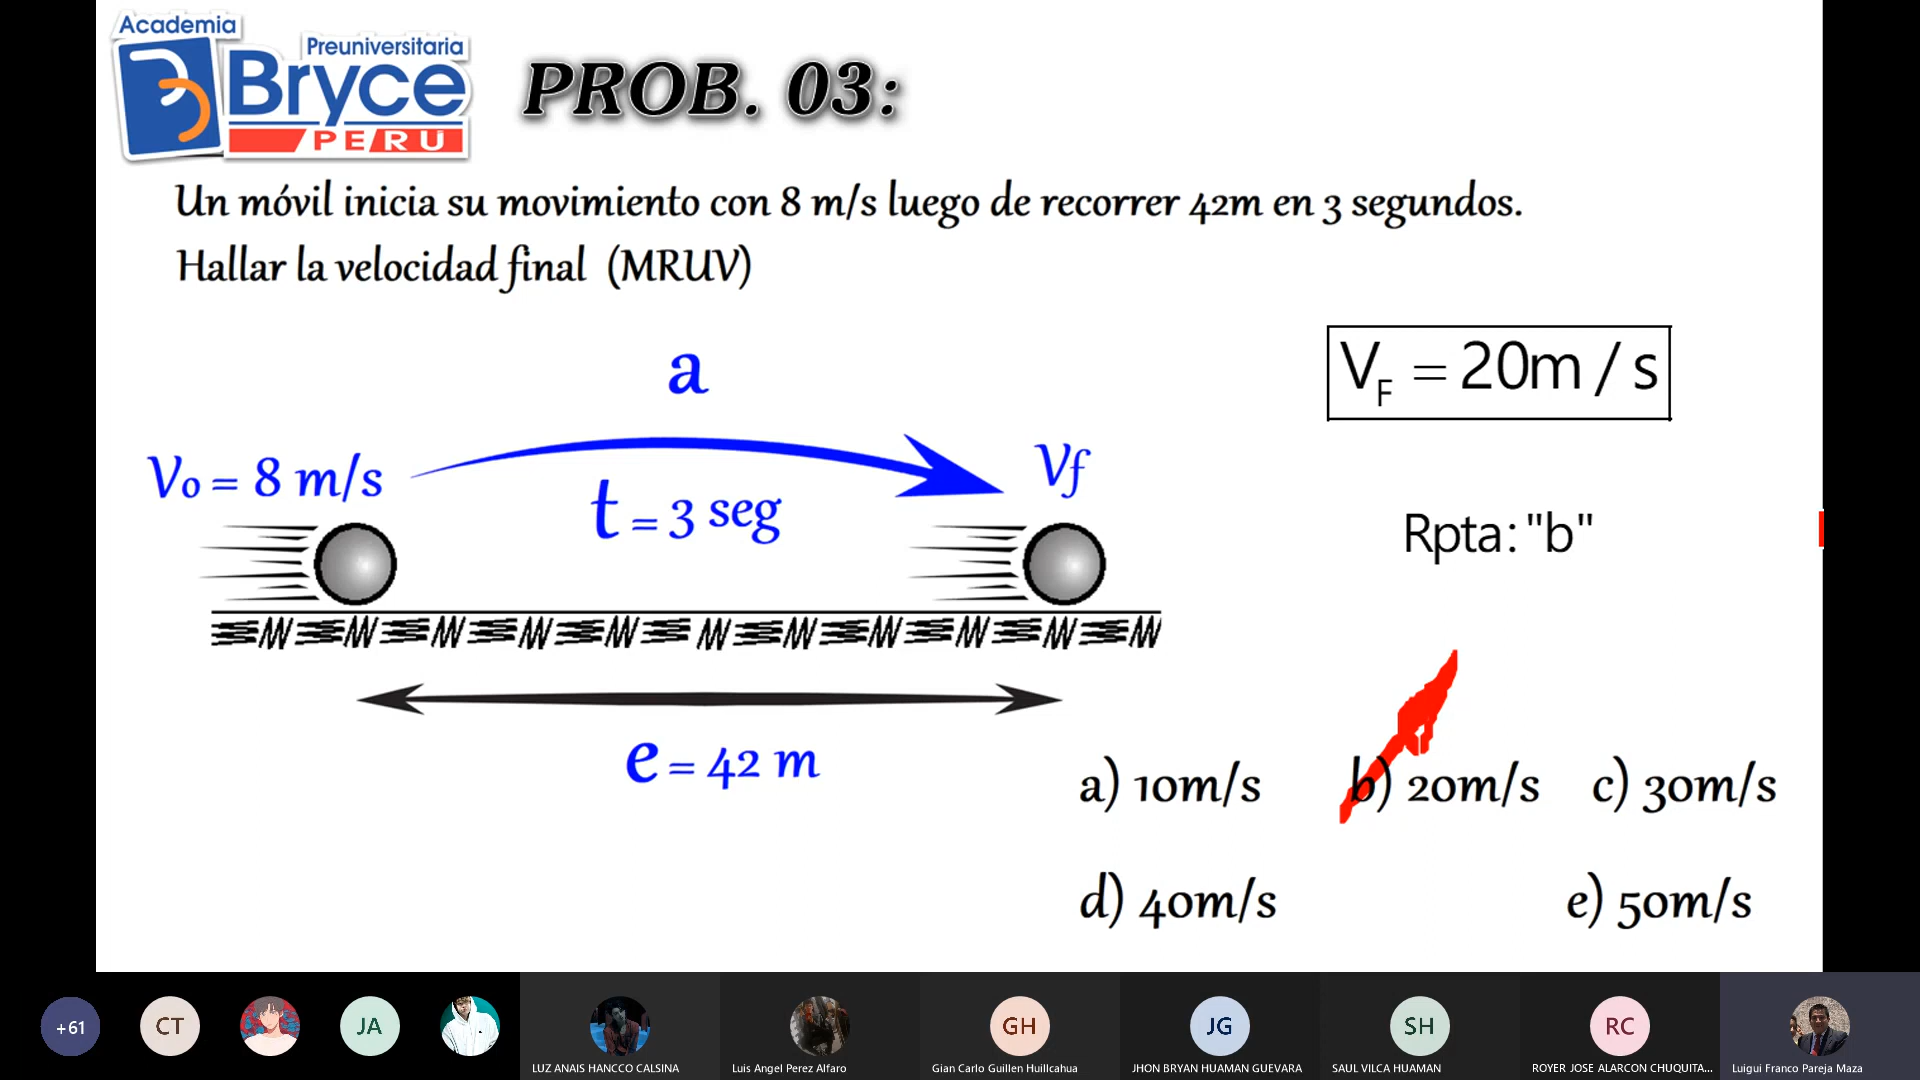 Academia
Preuniversitaria
Bryce
PERÚ
PROB. 03:
Un móvil inicia su movimiento con 8 m/s luego de recorrer 42m en 3 segundos.
Hallar la velocidad final (MRUV)
a
V_F = 20m / s
Vo = 8 m/s
t = 3 seg
Vf
Rpta: "b"
e = 42 m
a) 10m/s b) 20m/s c) 30m/s
d) 40m/s e) 50m/s
+61
CT
JA
GH
JG
SH
RC
LUZ ANAIS HANCCO CALSINA
Luis Angel Perez Alfaro
Gian Carlo Guillen Huillcahua
JHON BRYAN HUAMAN GUEVARA
SAUL VILCA HUAMAN
ROYER JOSE ALARCON CHUQUITA...
Luigui Franco Pareja Maza